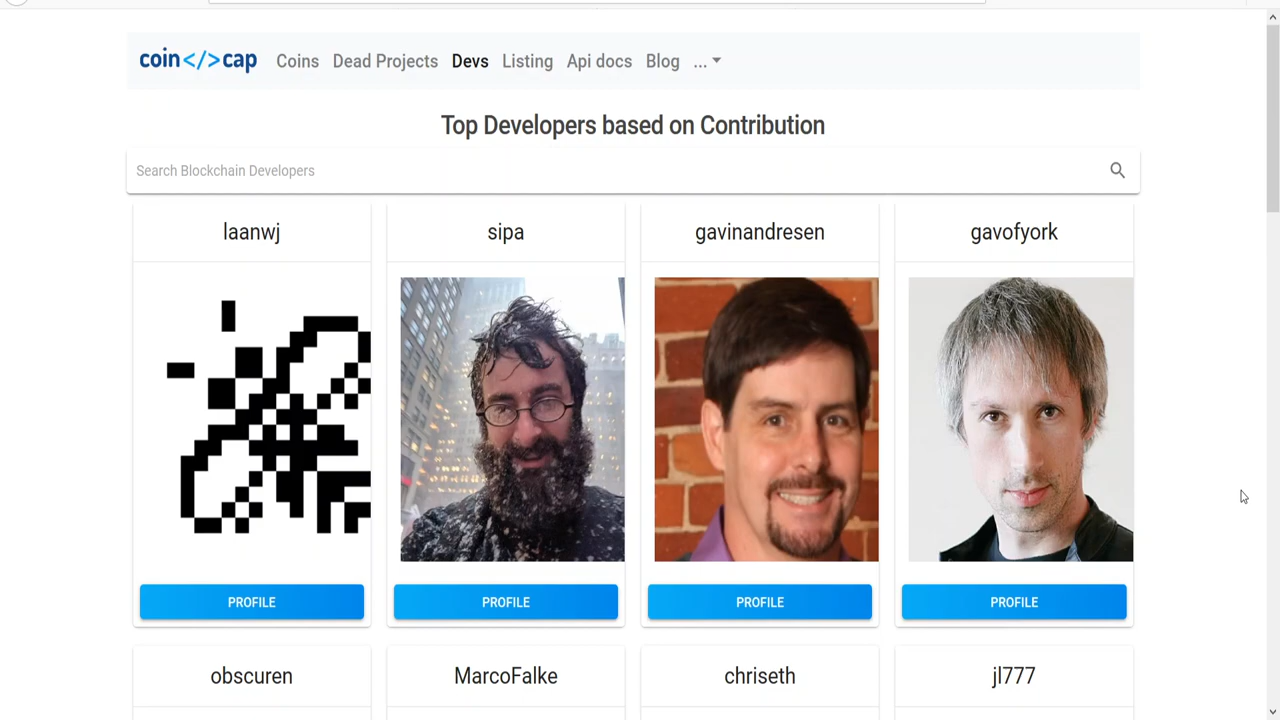 coin</>cap Coins Dead Projects Devs Listing Api docs Blog ...
Top Developers based on Contribution
Search Blockchain Developers
laanwj sipa gavinandresen gavofyork
PROFILE PROFILE PROFILE PROFILE
obscuren MarcoFalke chriseth jl777